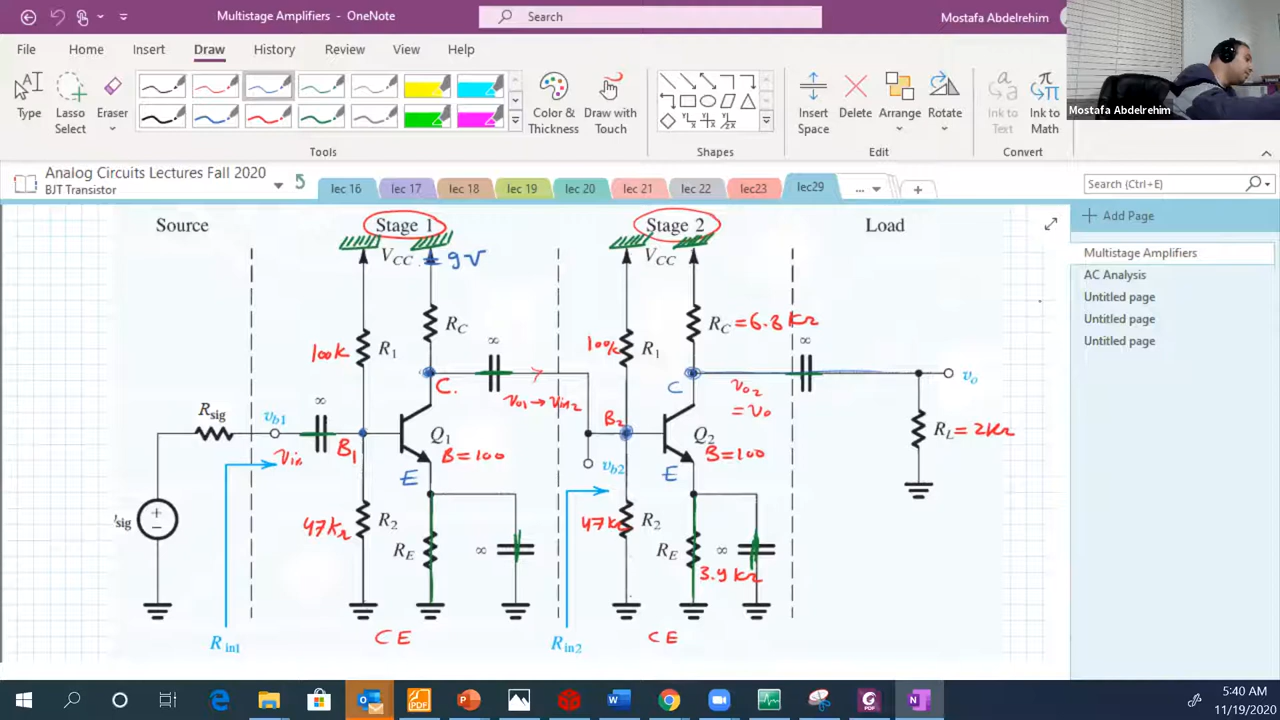 Multistage Amplifiers - OneNote
Search
Mostafa Abdelrehim
File Home Insert Draw History Review View Help
Type
Lasso Select
Eraser
Color & Thickness
Draw with Touch
Insert Space
Delete
Arrange
Rotate
Ink to Text
Ink to Math
Tools
Shapes
Edit
Convert
Mostafa Abdelrehim
Analog Circuits Lectures Fall 2020
BJT Transistor
lec 16 lec 17 lec 18 lec 19 lec 20 lec 21 lec 22 lec23 lec29 ...
Search (Ctrl+E)
Add Page
Multistage Amplifiers
AC Analysis
Untitled page
Untitled page
Untitled page
Source
Stage 1
Stage 2
Load
VCC = 9V
VCC
RC
RC = 6.8 kΩ
100k R1
100k R1
∞
∞
∞
C.
C
vo1 → vin2
vo2
= vo
vo
Rsig
vb1
vin
B1
Q1
β=100
E
B2
vb2
Q2
β=100
E
RL = 2kΩ
sig
47kΩ R2
RE
∞
47kΩ R2
RE
3.9 kΩ
∞
Rin1
CE
Rin2
CE
5:40 AM
11/19/2020